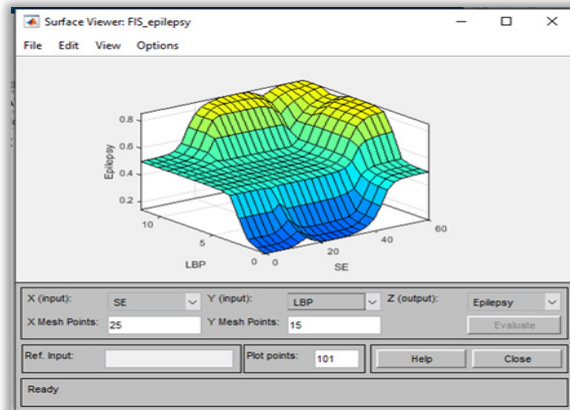 Surface Viewer: FIS_epilepsy
File Edit View Options
0.8
0.6
0.4
0.2
Epilepsy
10
5
0
LBP
0
20
40
60
SE
X (input): SE Y (input): LBP Z (output): Epilepsy
X Mesh Points: 25 Y Mesh Points: 15 Evaluate
Ref. Input: Plot points: 101 Help Close
Ready